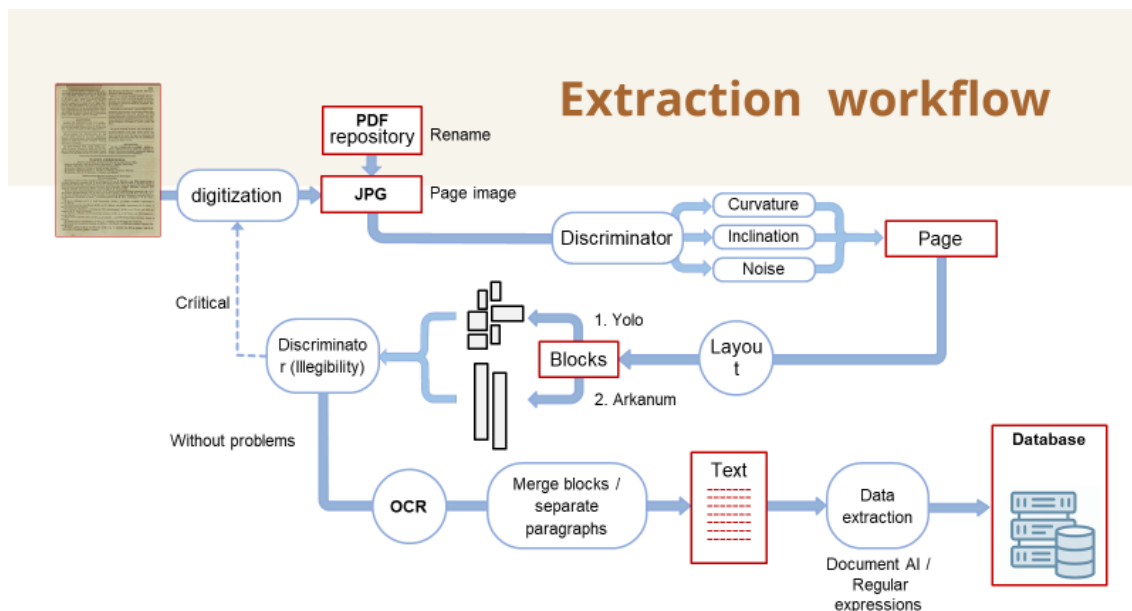 Extraction workflow
PDF
repository
Rename
digitization
JPG
Page image
Discriminator
Curvature
Inclination
Noise
Page
Layou
t
Blocks
1. Yolo
2. Arkanum
Discriminato
r (Illegibility)
Críitical
Without problems
OCR
Merge blocks /
separate
paragraphs
Text
Data
extraction
Document AI /
Regular
expressions
Database